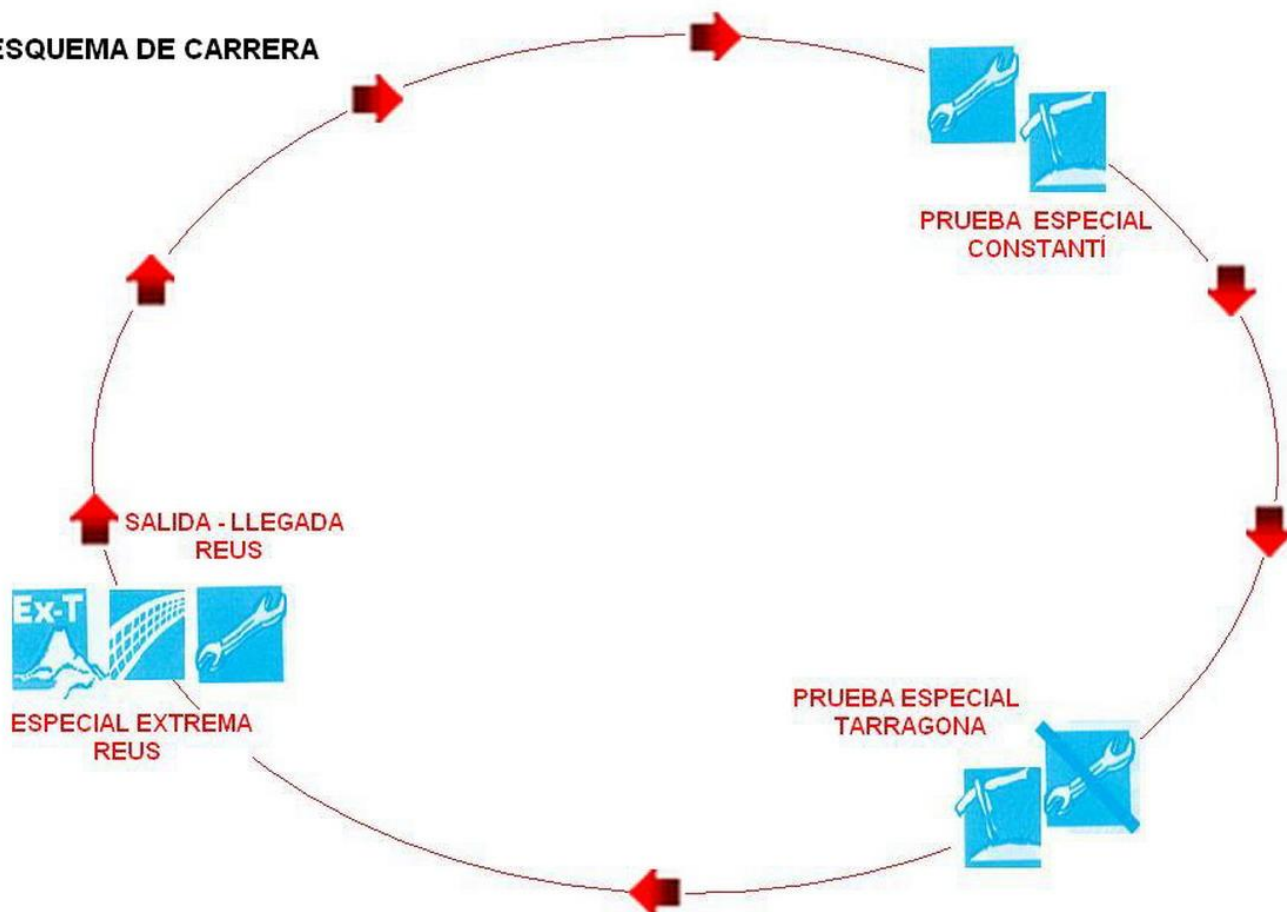 ESQUEMA DE CARRERA
PRUEBA ESPECIAL
CONSTANTÍ
SALIDA - LLEGADA
REUS
Ex-T
ESPECIAL EXTREMA
REUS
PRUEBA ESPECIAL
TARRAGONA